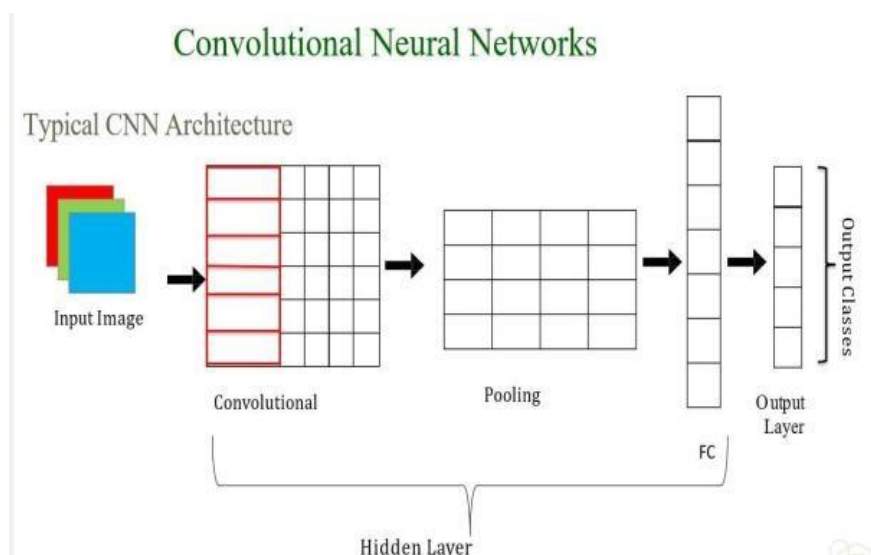 Convolutional Neural Networks
Typical CNN Architecture
Input Image
Convolutional
Pooling
FC
Output
Layer
Output Classes
Hidden Layer